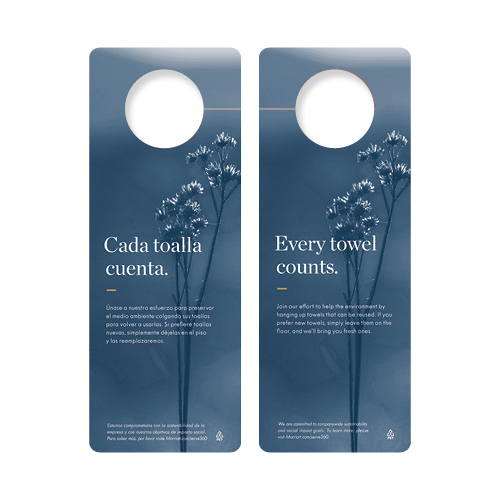 Cada toalla
cuenta.
Únase a nuestro esfuerzo para preservar
el medio ambiente colgando sus toallas
para volver a usarlas. Si prefiere toallas
nuevas, simplemente déjelas en el piso
y las reemplazaremos.
Estamos comprometidos con la sostenibilidad de la
empresa y con nuestros objetivos de impacto social.
Para saber más, por favor visite Marriott.com/serve360
Every towel
counts.
Join our effort to help the environment by
hanging up towels that can be reused. If you
prefer new towels, simply leave them on the
floor, and we'll bring you fresh ones.
We are committed to companywide sustainability
and social impact goals. To learn more, please
visit Marriott.com/serve360.